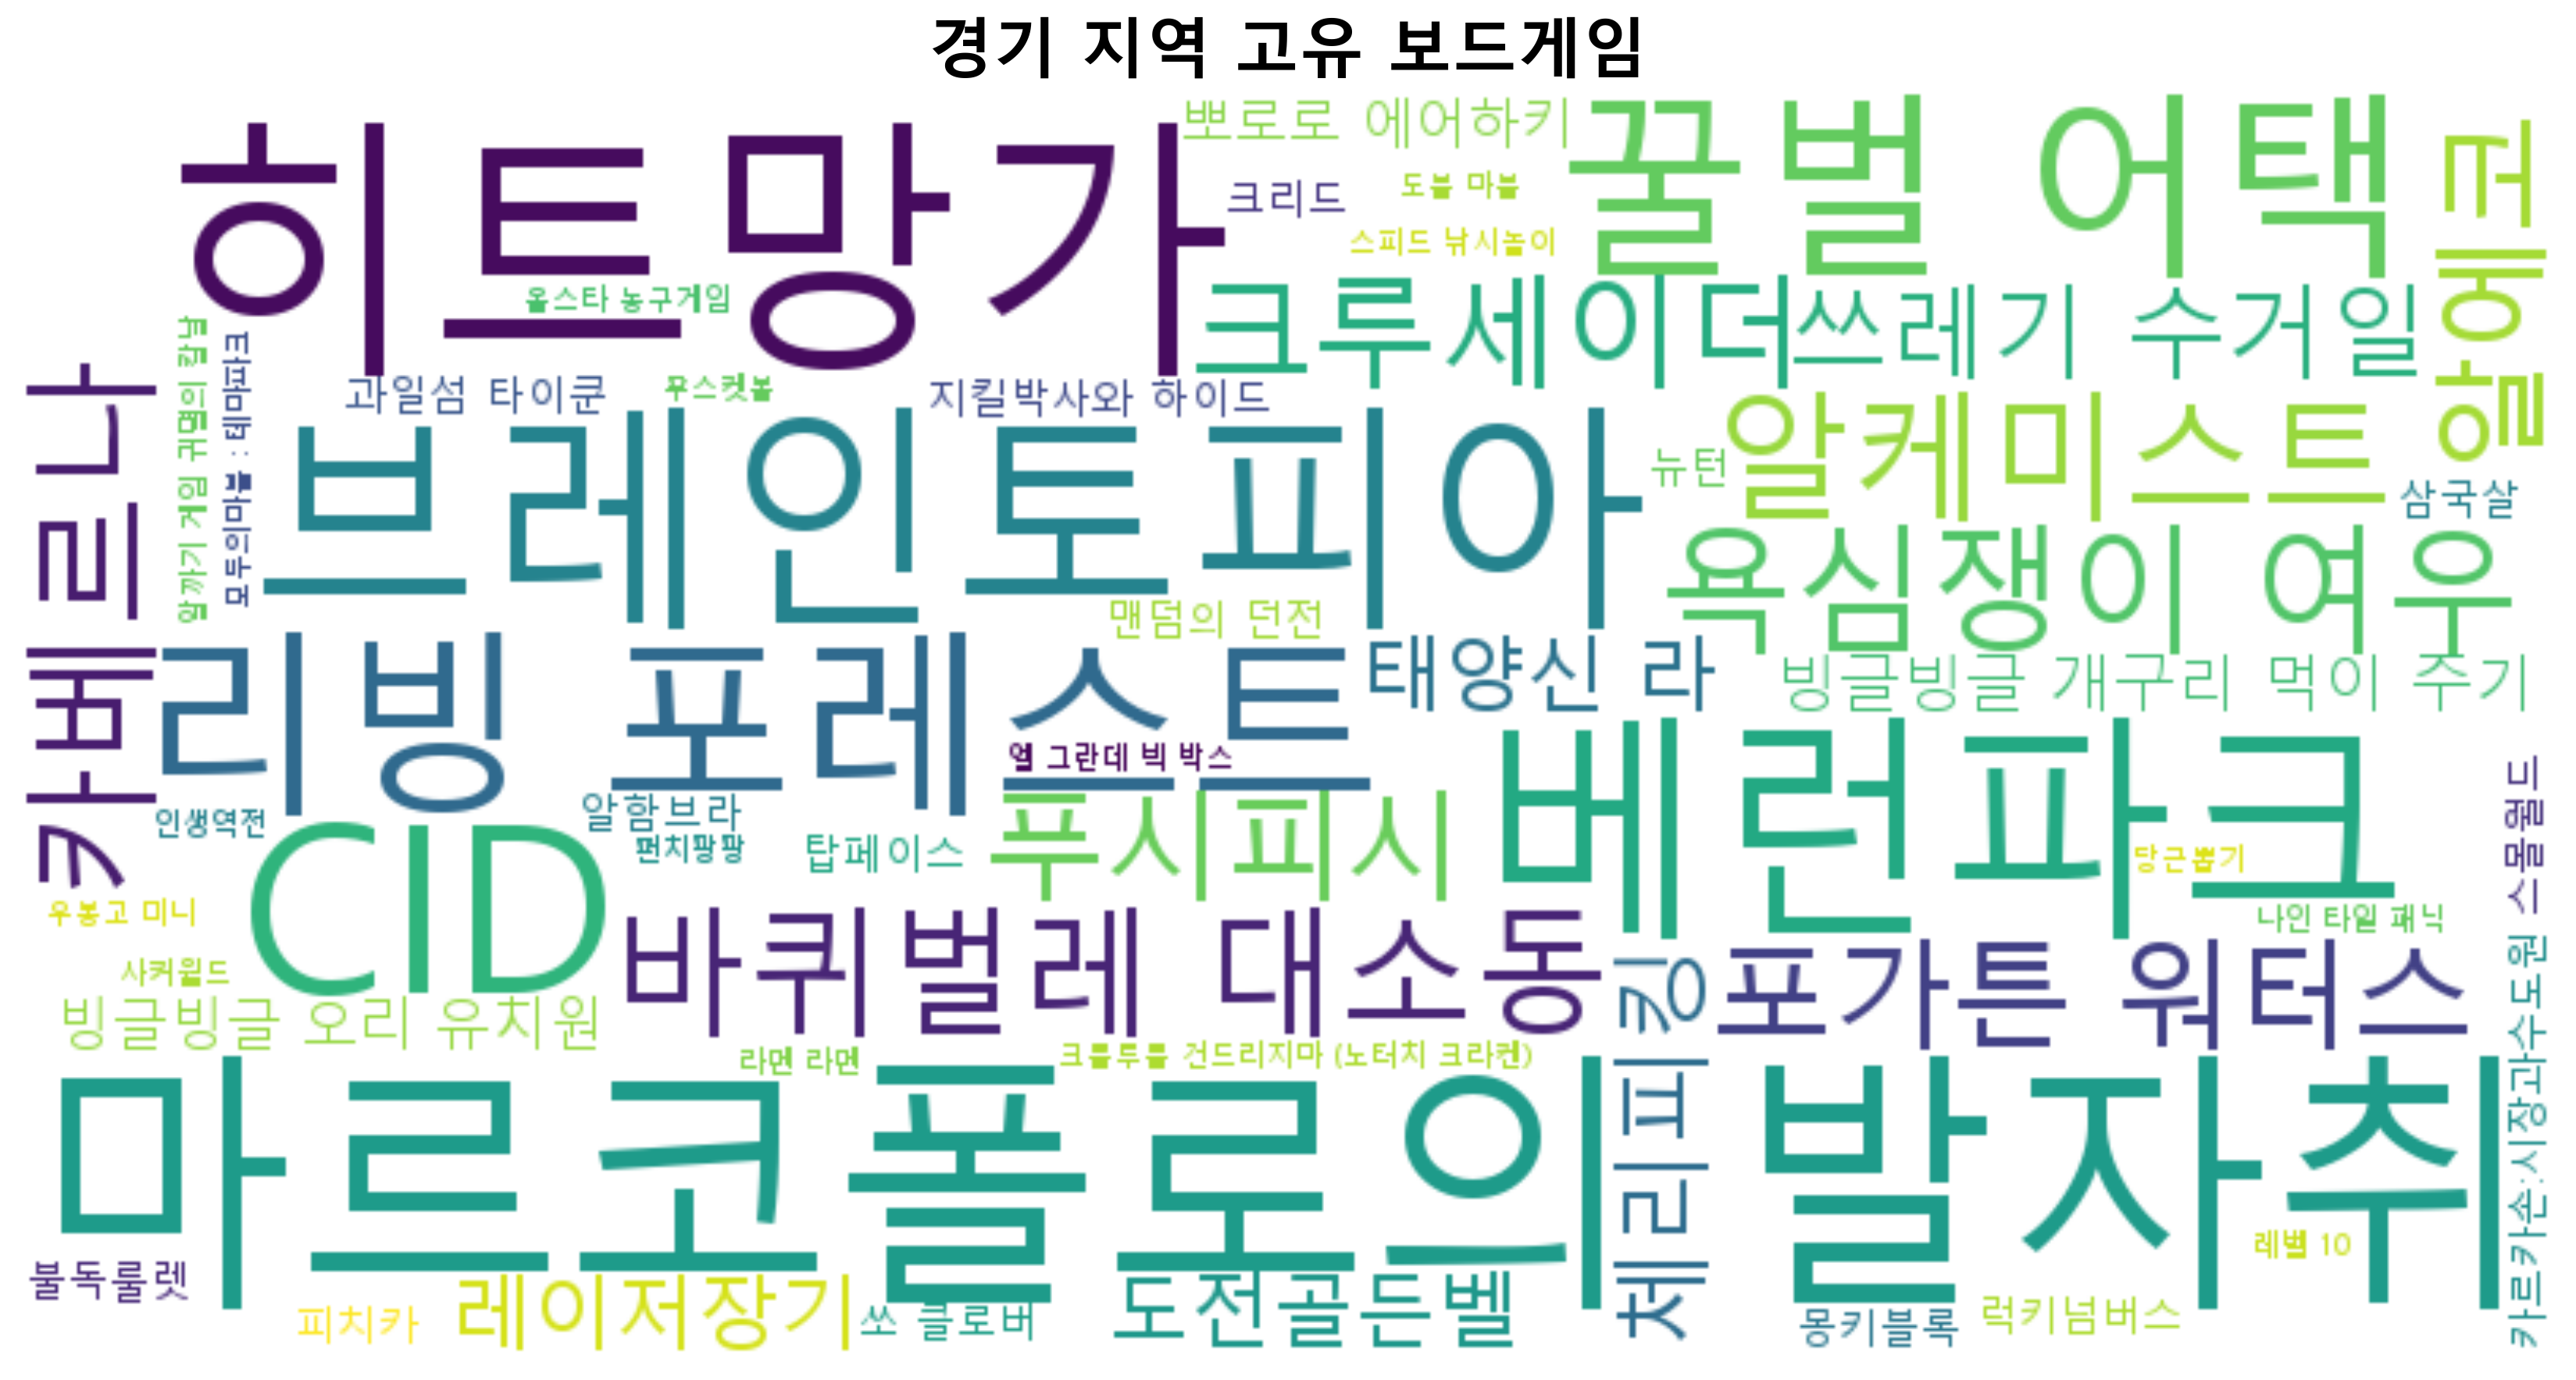 경기 지역 고유 보드게임
히트망가
뽀로로 에어하키
꿀벌 어택
크리드
도블 마블
스피드 낚시놀이
훌훌퍼
올스타 농구게임
크루세이더
쓰레기 수거일
알까기 게임 귀멸의 칼날
모두의마블 : 테마파크
과일섬 타이쿤
푸스켓볼
지킬박사와 하이드
카베르나
브레인토피아
뉴턴
알케미스트
삼국살
욕심쟁이 여우
맨덤의 던전
리빙 포레스트
태양신 라
빙글빙글 개구리 먹이 주기
엘 그란데 빅 박스
베런파크
인생역전
알함브라
펀치팡팡
탑페이스
푸시피시
당근뽑기
스몰월드
CID
우봉고 미니
바퀴벌레 대소동
나인 타일 패닉
사커월드
포가튼 워터스
빙글빙글 오리 유치원
체리피킹
라멘 라멘
크툴루를 건드리지마 (노터치 크라켄)
카르카손:시장과수도원
마르코폴로의 발자취
레벨 10
불독룰렛
피치카
레이저장기
쏘 클로버
도전골든벨
몽키블록
럭키넘버스